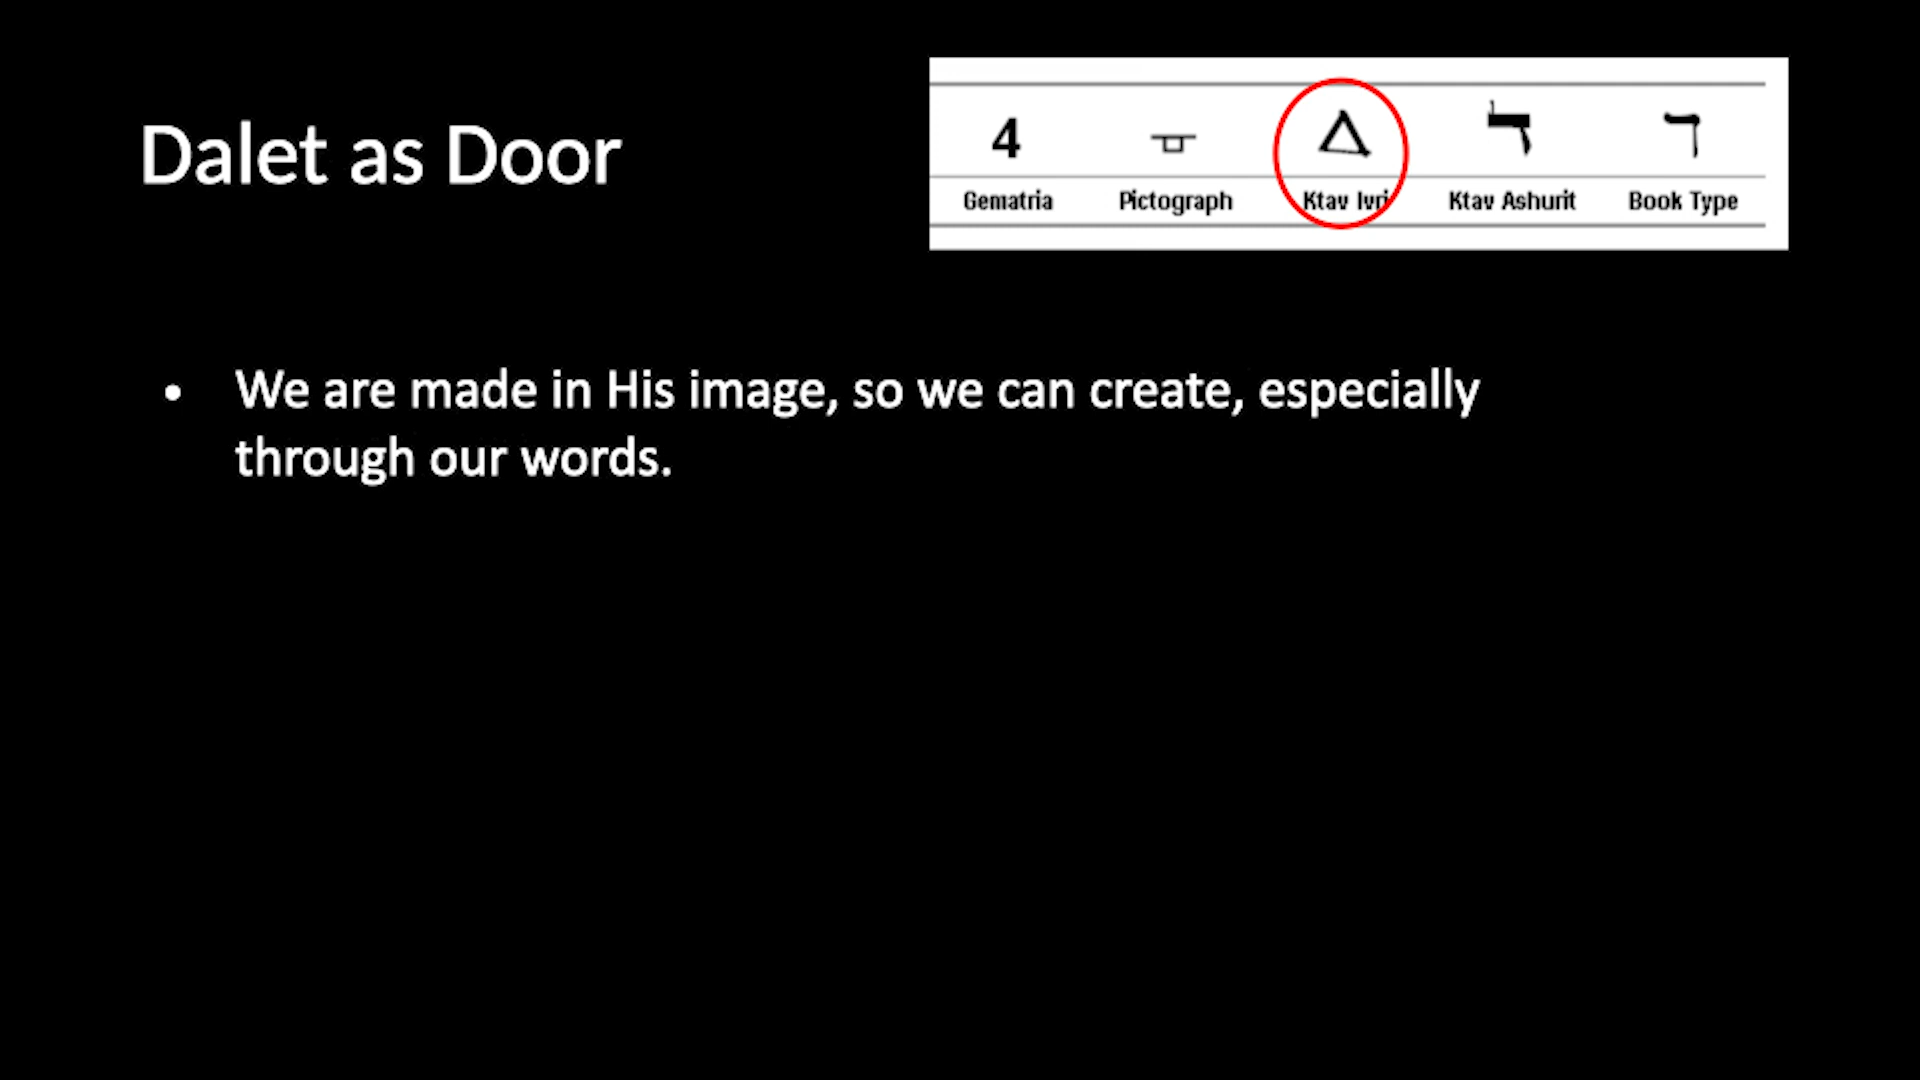 Dalet as Door
4 ㅁ 𐤃 ד ד
Gematria Pictograph Ktav Ivri Ktav Ashurit Book Type
• We are made in His image, so we can create, especially
through our words.